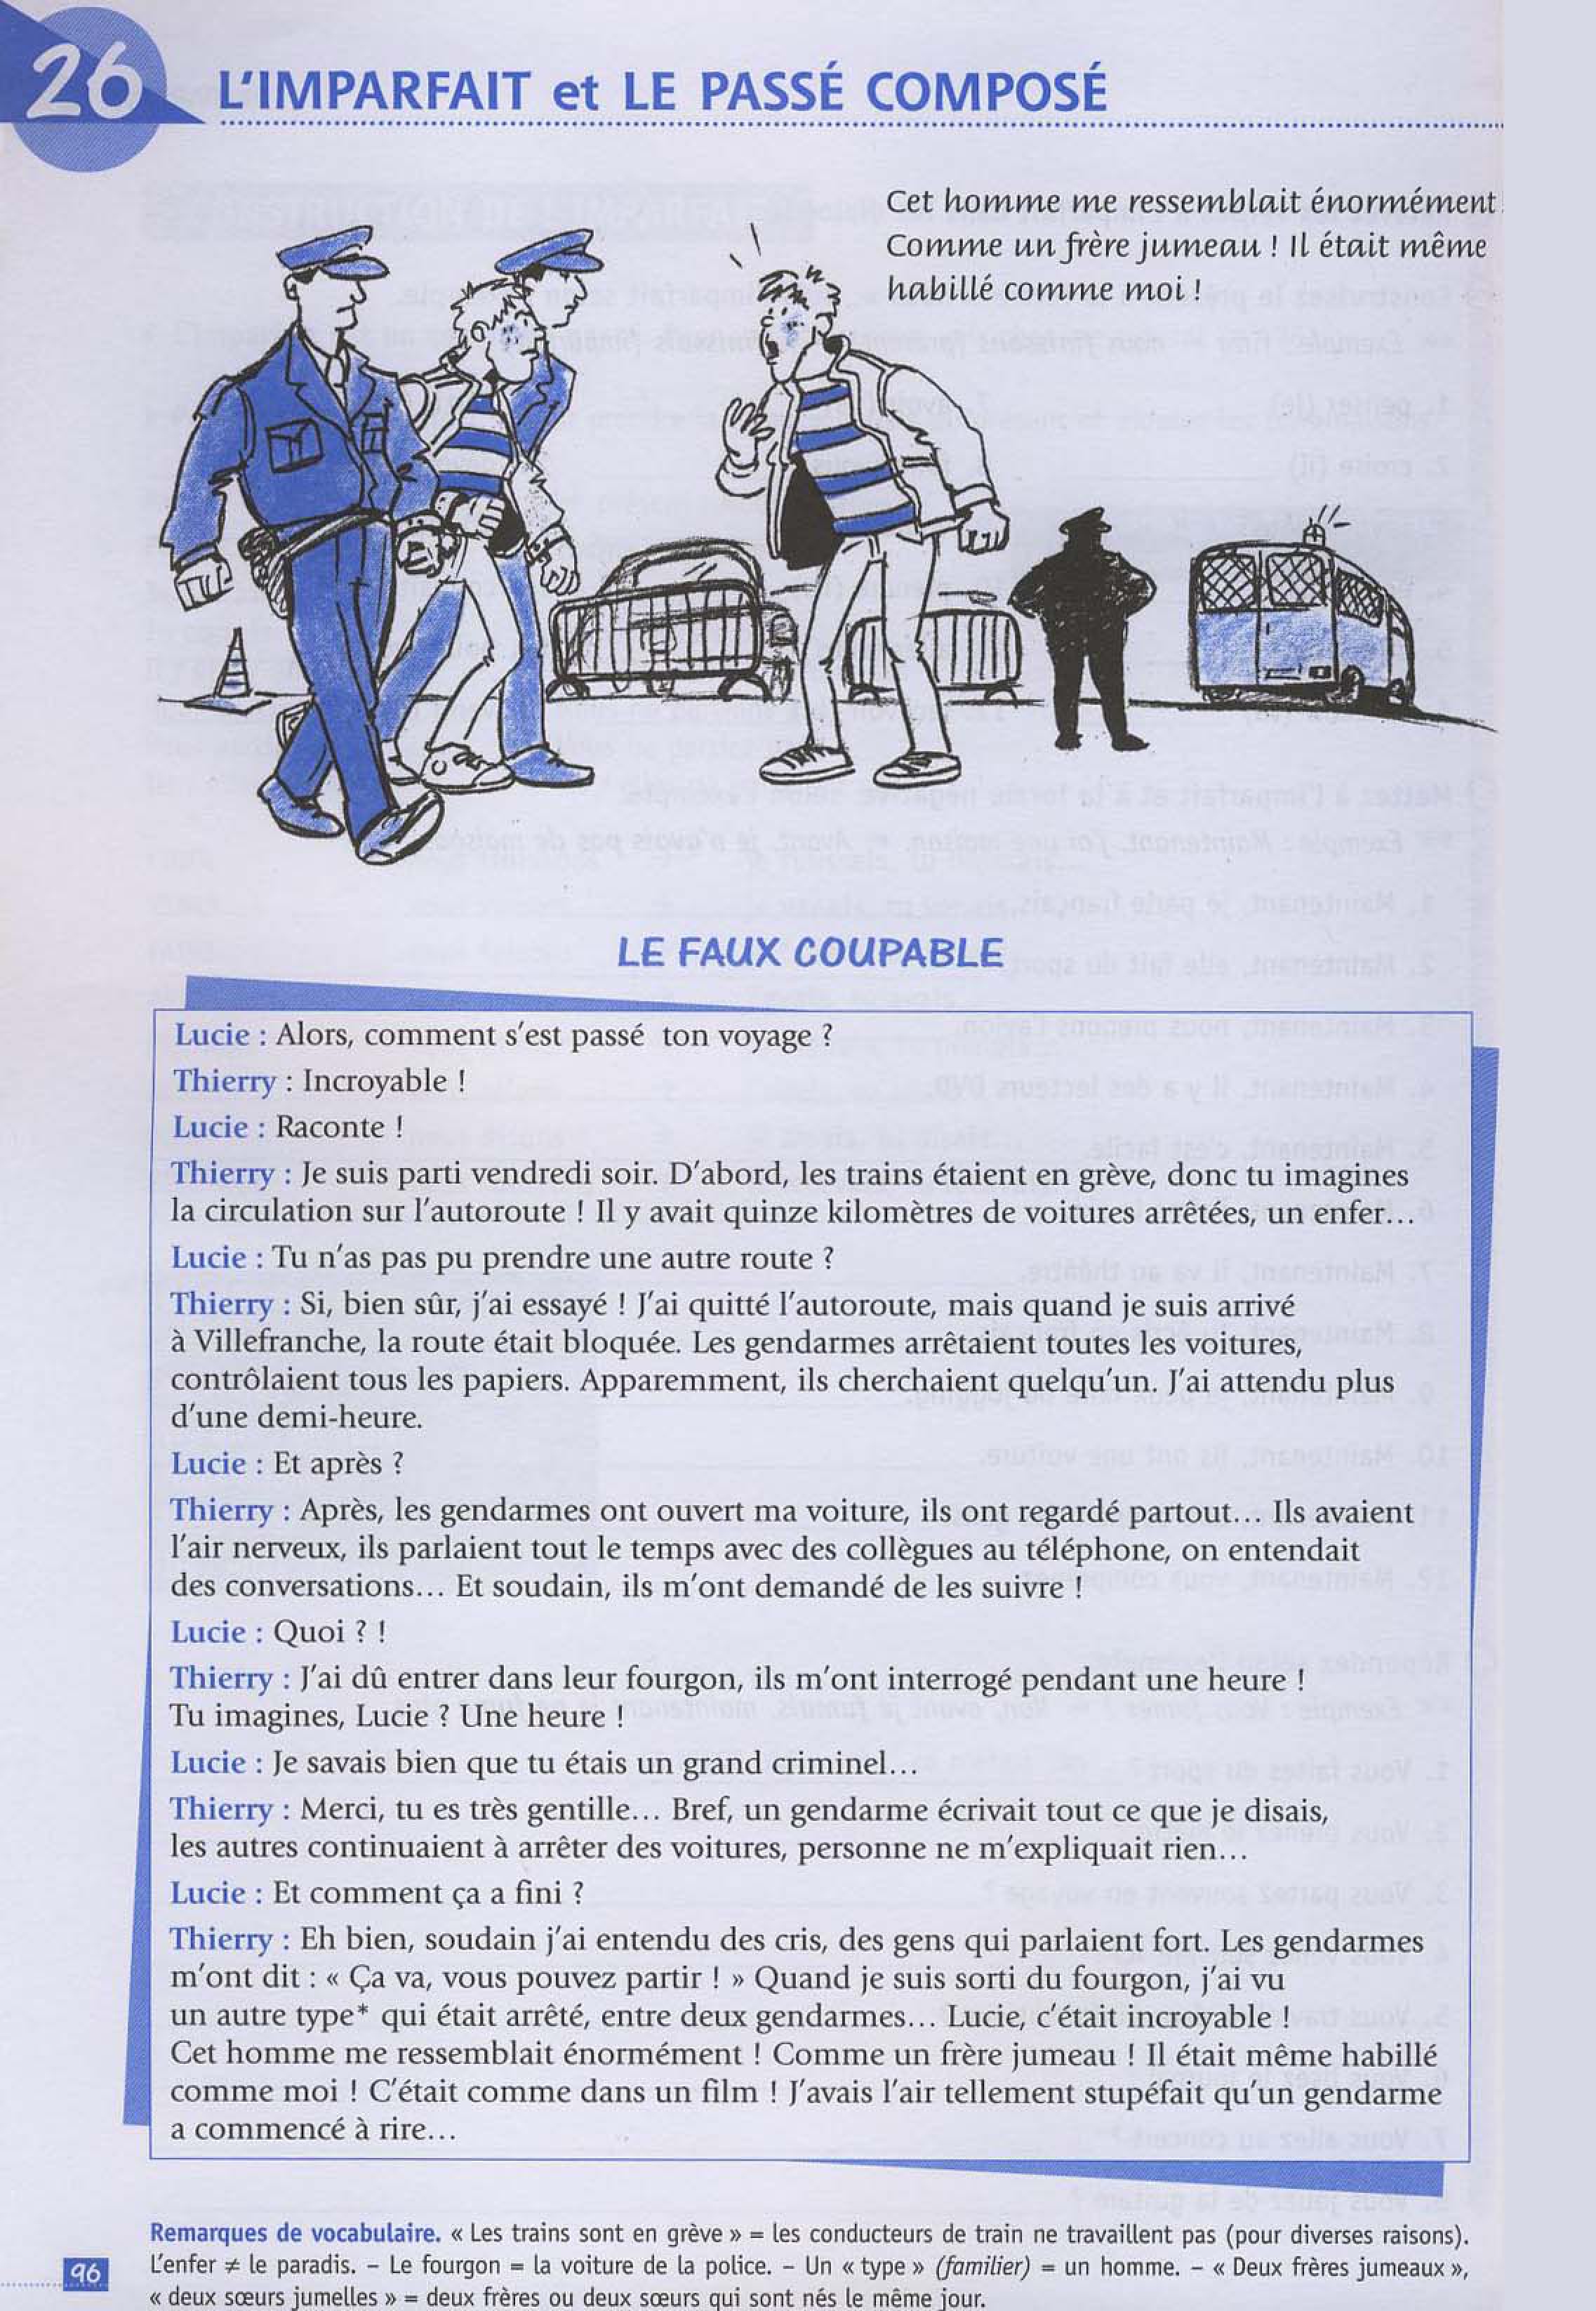 26
L'IMPARFAIT et LE PASSÉ COMPOSÉ
Cet homme me ressemblait énormément !
Comme un frère jumeau ! Il était même
habillé comme moi !
LE FAUX COUPABLE
Lucie : Alors, comment s'est passé ton voyage ?
Thierry : Incroyable !
Lucie : Raconte !
Thierry : Je suis parti vendredi soir. D'abord, les trains étaient en grève, donc tu imagines
la circulation sur l'autoroute ! Il y avait quinze kilomètres de voitures arrêtées, un enfer...
Lucie : Tu n'as pas pu prendre une autre route ?
Thierry : Si, bien sûr, j'ai essayé ! J'ai quitté l'autoroute, mais quand je suis arrivé
à Villefranche, la route était bloquée. Les gendarmes arrêtaient toutes les voitures,
contrôlaient tous les papiers. Apparemment, ils cherchaient quelqu'un. J'ai attendu plus
d'une demi-heure.
Lucie : Et après ?
Thierry : Après, les gendarmes ont ouvert ma voiture, ils ont regardé partout... Ils avaient
l'air nerveux, ils parlaient tout le temps avec des collègues au téléphone, on entendait
des conversations... Et soudain, ils m'ont demandé de les suivre !
Lucie : Quoi ? !
Thierry : J'ai dû entrer dans leur fourgon, ils m'ont interrogé pendant une heure !
Tu imagines, Lucie ? Une heure !
Lucie : Je savais bien que tu étais un grand criminel...
Thierry : Merci, tu es très gentille... Bref, un gendarme écrivait tout ce que je disais,
les autres continuaient à arrêter des voitures, personne ne m'expliquait rien...
Lucie : Et comment ça a fini ?
Thierry : Eh bien, soudain j'ai entendu des cris, des gens qui parlaient fort. Les gendarmes
m'ont dit : « Ça va, vous pouvez partir ! » Quand je suis sorti du fourgon, j'ai vu
un autre type* qui était arrêté, entre deux gendarmes... Lucie, c'était incroyable !
Cet homme me ressemblait énormément ! Comme un frère jumeau ! Il était même habillé
comme moi ! C'était comme dans un film ! J'avais l'air tellement stupéfait qu'un gendarme
a commencé à rire...
Remarques de vocabulaire. « Les trains sont en grève » = les conducteurs de train ne travaillent pas (pour diverses raisons).
L'enfer ≠ le paradis. – Le fourgon = la voiture de la police. – Un « type » (familier) = un homme. – « Deux frères jumeaux »,
« deux sœurs jumelles » = deux frères ou deux sœurs qui sont nés le même jour.
96